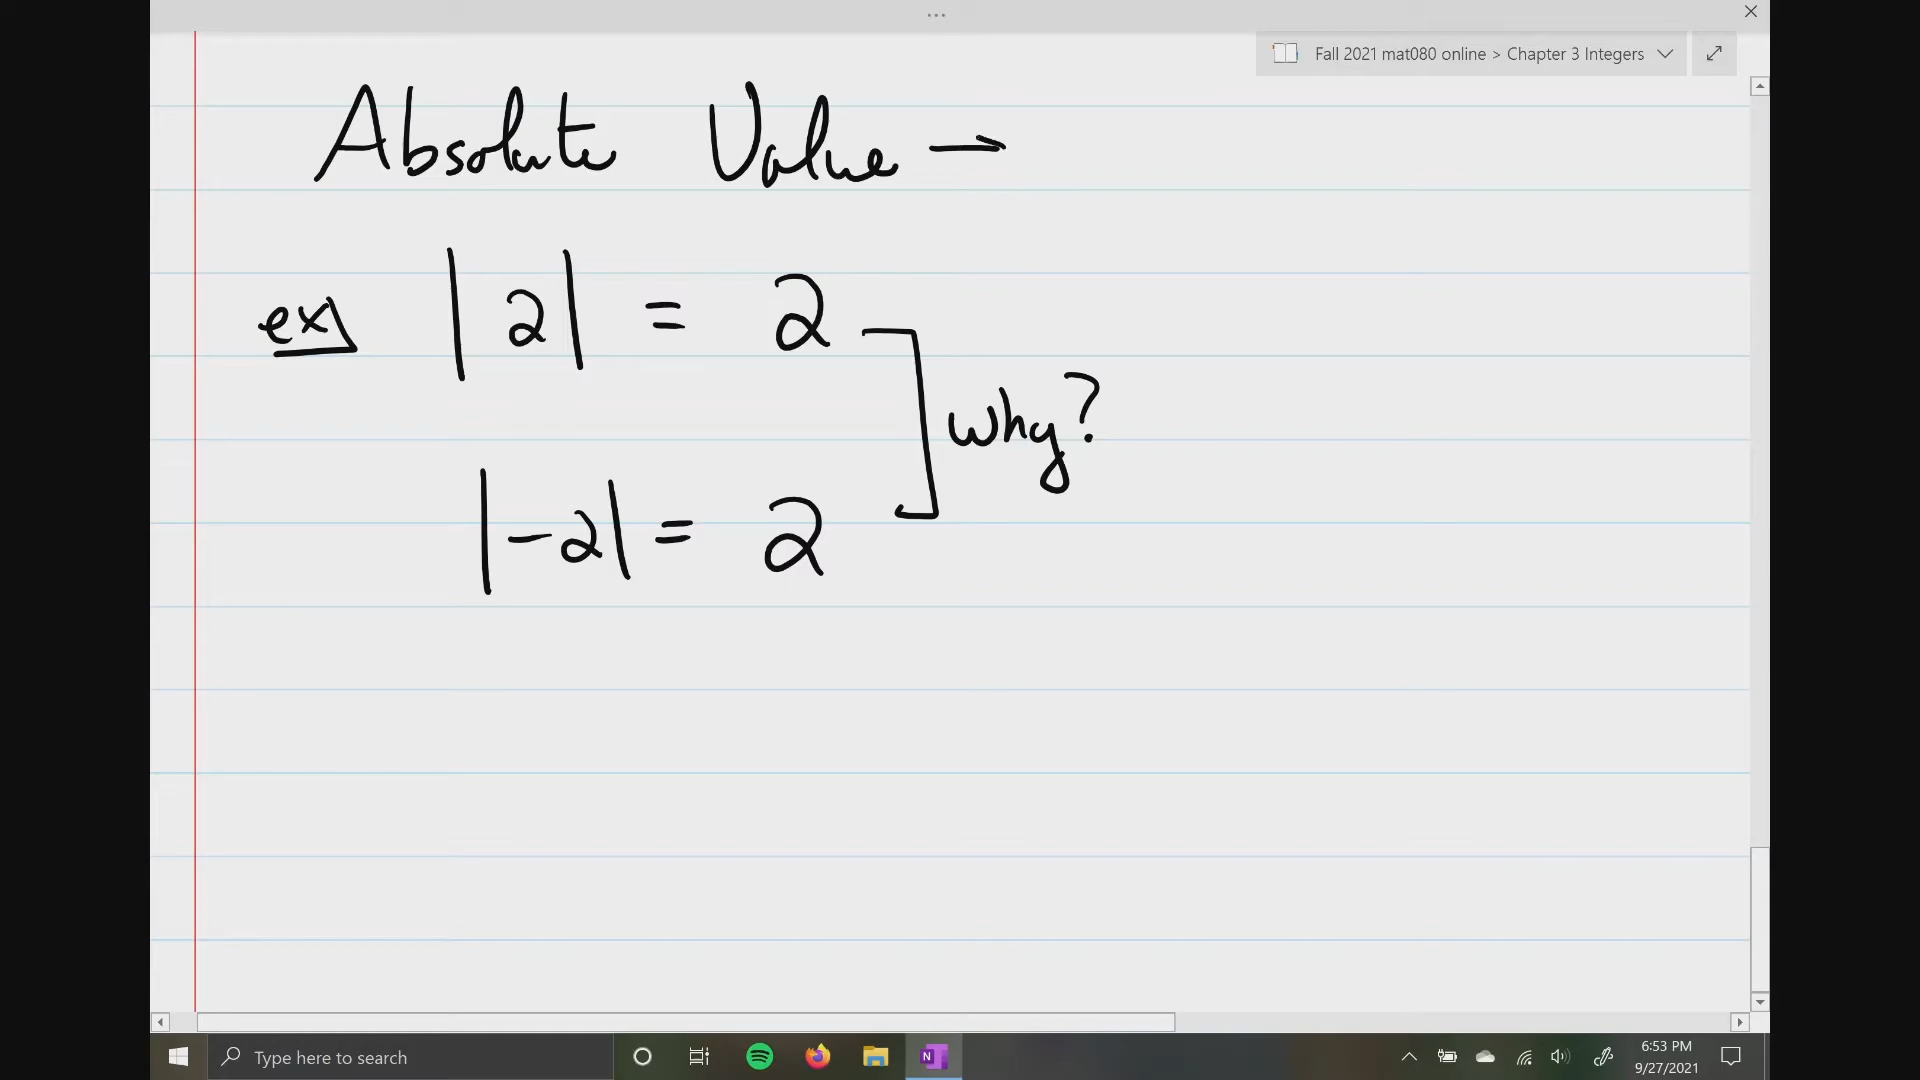 ...
Fall 2021 mat080 online > Chapter 3 Integers
Absolute Value →
ex) |2| = 2
why?
|-2| = 2
Type here to search
6:53 PM
9/27/2021